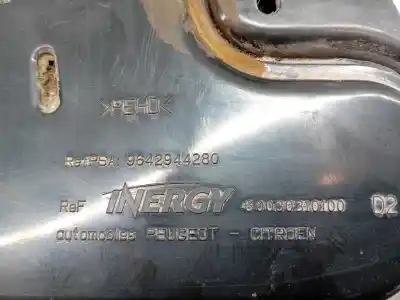 >PEHD<
Ref PSA: 9642944280
Ref INERGY D2
automobiles PEUGEOT - CITROEN